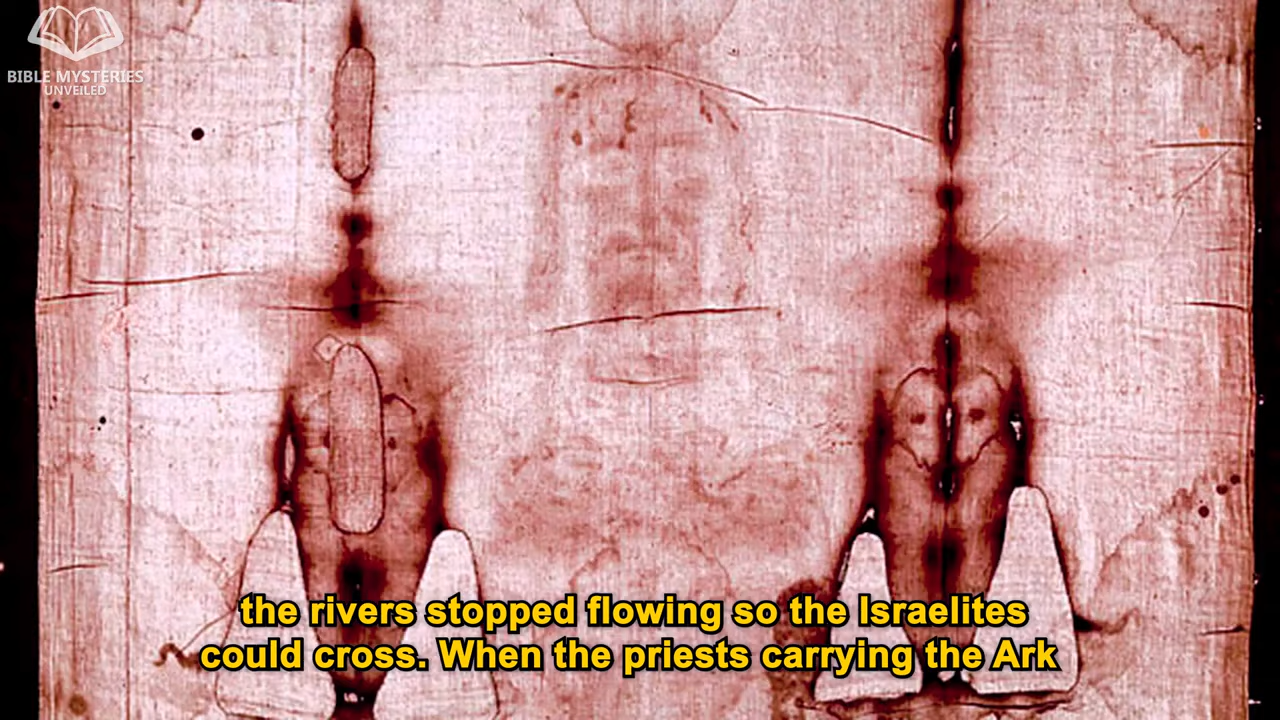 BIBLE MYSTERIES
UNVEILED
the rivers stopped flowing so the Israelites
could cross. When the priests carrying the Ark